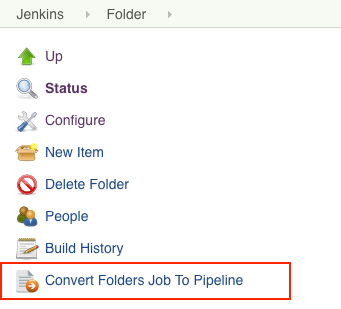 Jenkins Folder
Up
Status
Configure
New Item
Delete Folder
People
Build History
Convert Folders Job To Pipeline